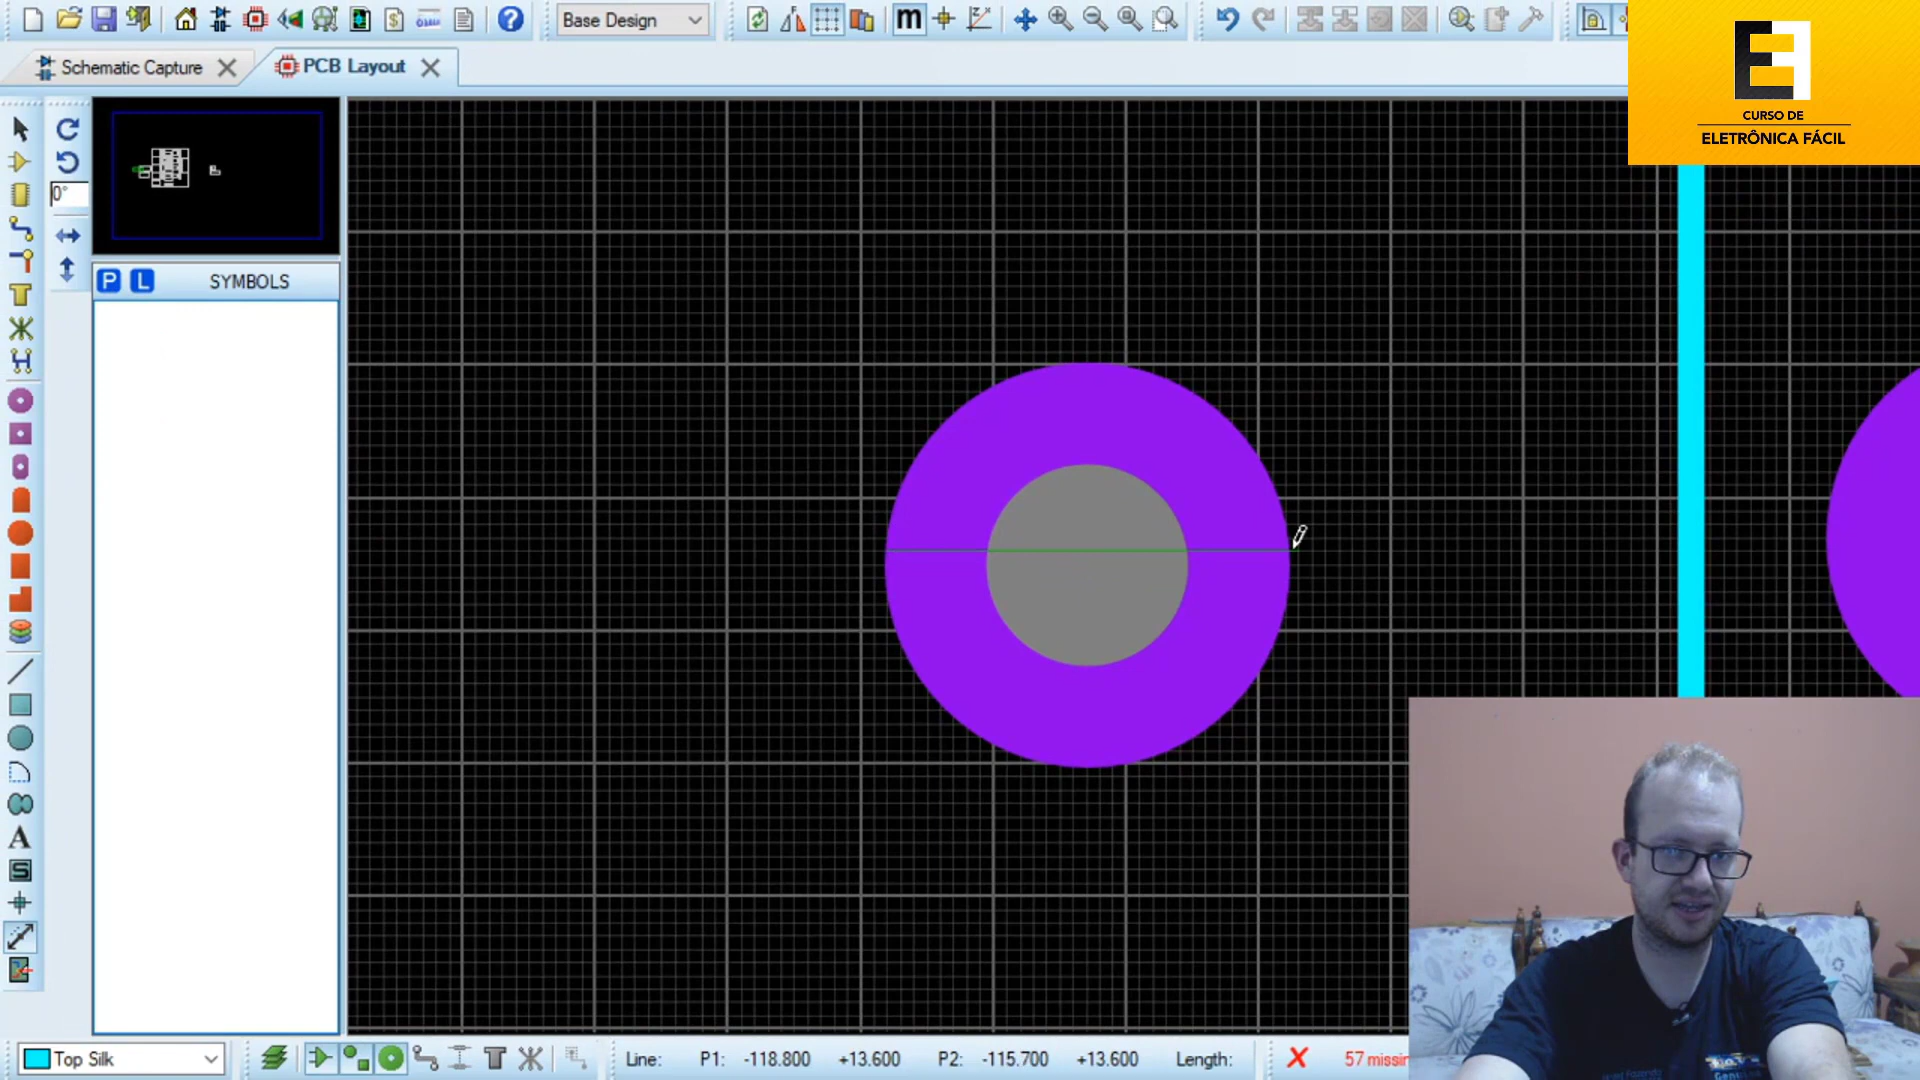 Base Design
m
Schematic Capture
PCB Layout
CURSO DE
ELETRÔNICA FÁCIL
0°
P L SYMBOLS
A
S
Top Silk
Line: P1: -118.800 +13.600 P2: -115.700 +13.600 Length: 57 missin